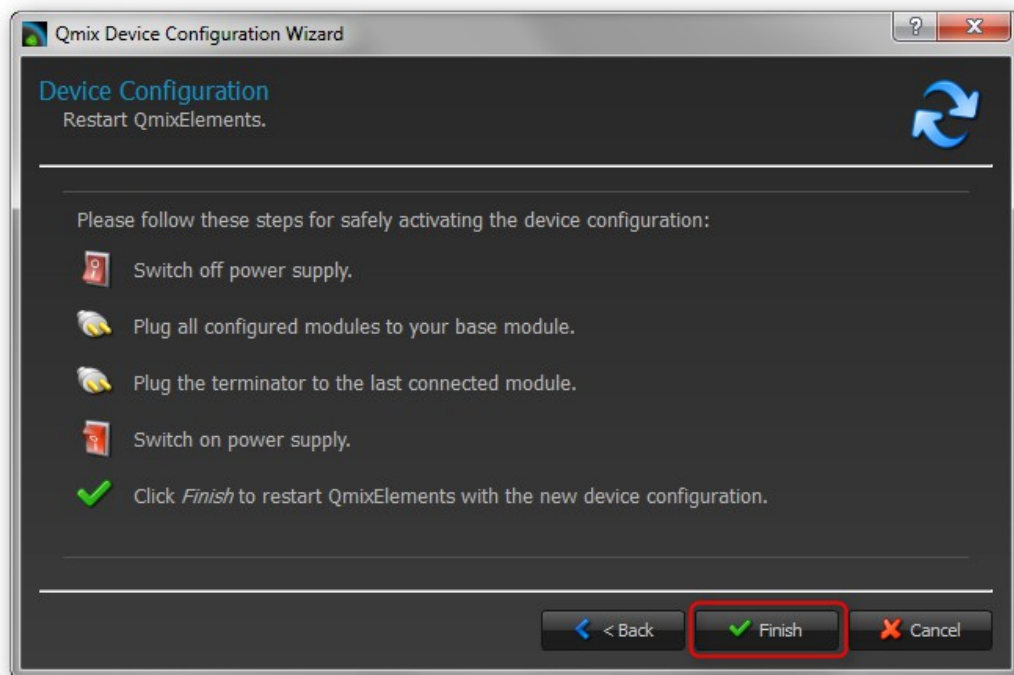 Qmix Device Configuration Wizard
Device Configuration
Restart QmixElements.
Please follow these steps for safely activating the device configuration:
Switch off power supply.
Plug all configured modules to your base module.
Plug the terminator to the last connected module.
Switch on power supply.
Click Finish to restart QmixElements with the new device configuration.
< Back Finish Cancel